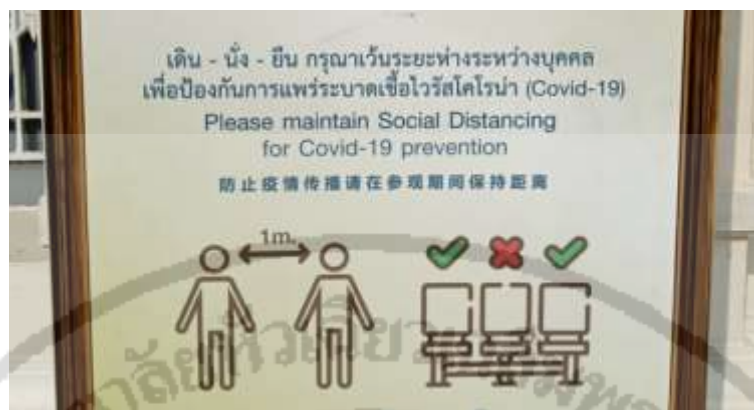 เดิน - นั่ง - ยืน กรุณาเว้นระยะห่างระหว่างบุคคล
เพื่อป้องกันการแพร่ระบาดเชื้อไวรัสโคโรน่า (Covid-19)
Please maintain Social Distancing
for Covid-19 prevention
防止疫情传播请在参观期间保持距离
1m.